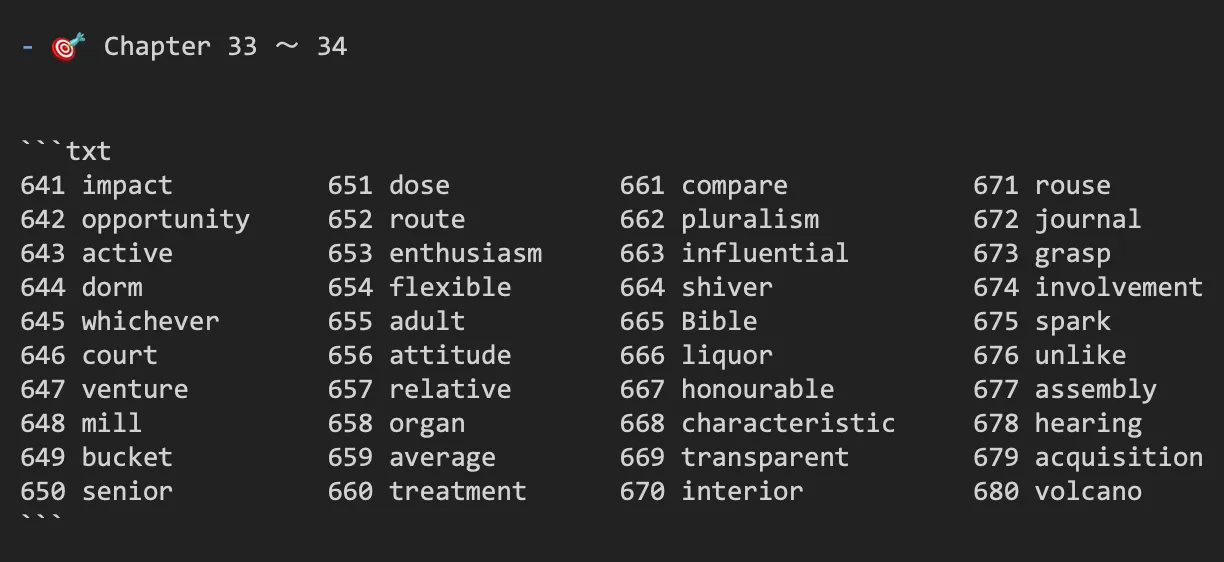 - 🎯 Chapter 33 ～ 34
```txt
641 impact 651 dose 661 compare 671 rouse
642 opportunity 652 route 662 pluralism 672 journal
643 active 653 enthusiasm 663 influential 673 grasp
644 dorm 654 flexible 664 shiver 674 involvement
645 whichever 655 adult 665 Bible 675 spark
646 court 656 attitude 666 liquor 676 unlike
647 venture 657 relative 667 honourable 677 assembly
648 mill 658 organ 668 characteristic 678 hearing
649 bucket 659 average 669 transparent 679 acquisition
650 senior 660 treatment 670 interior 680 volcano
```